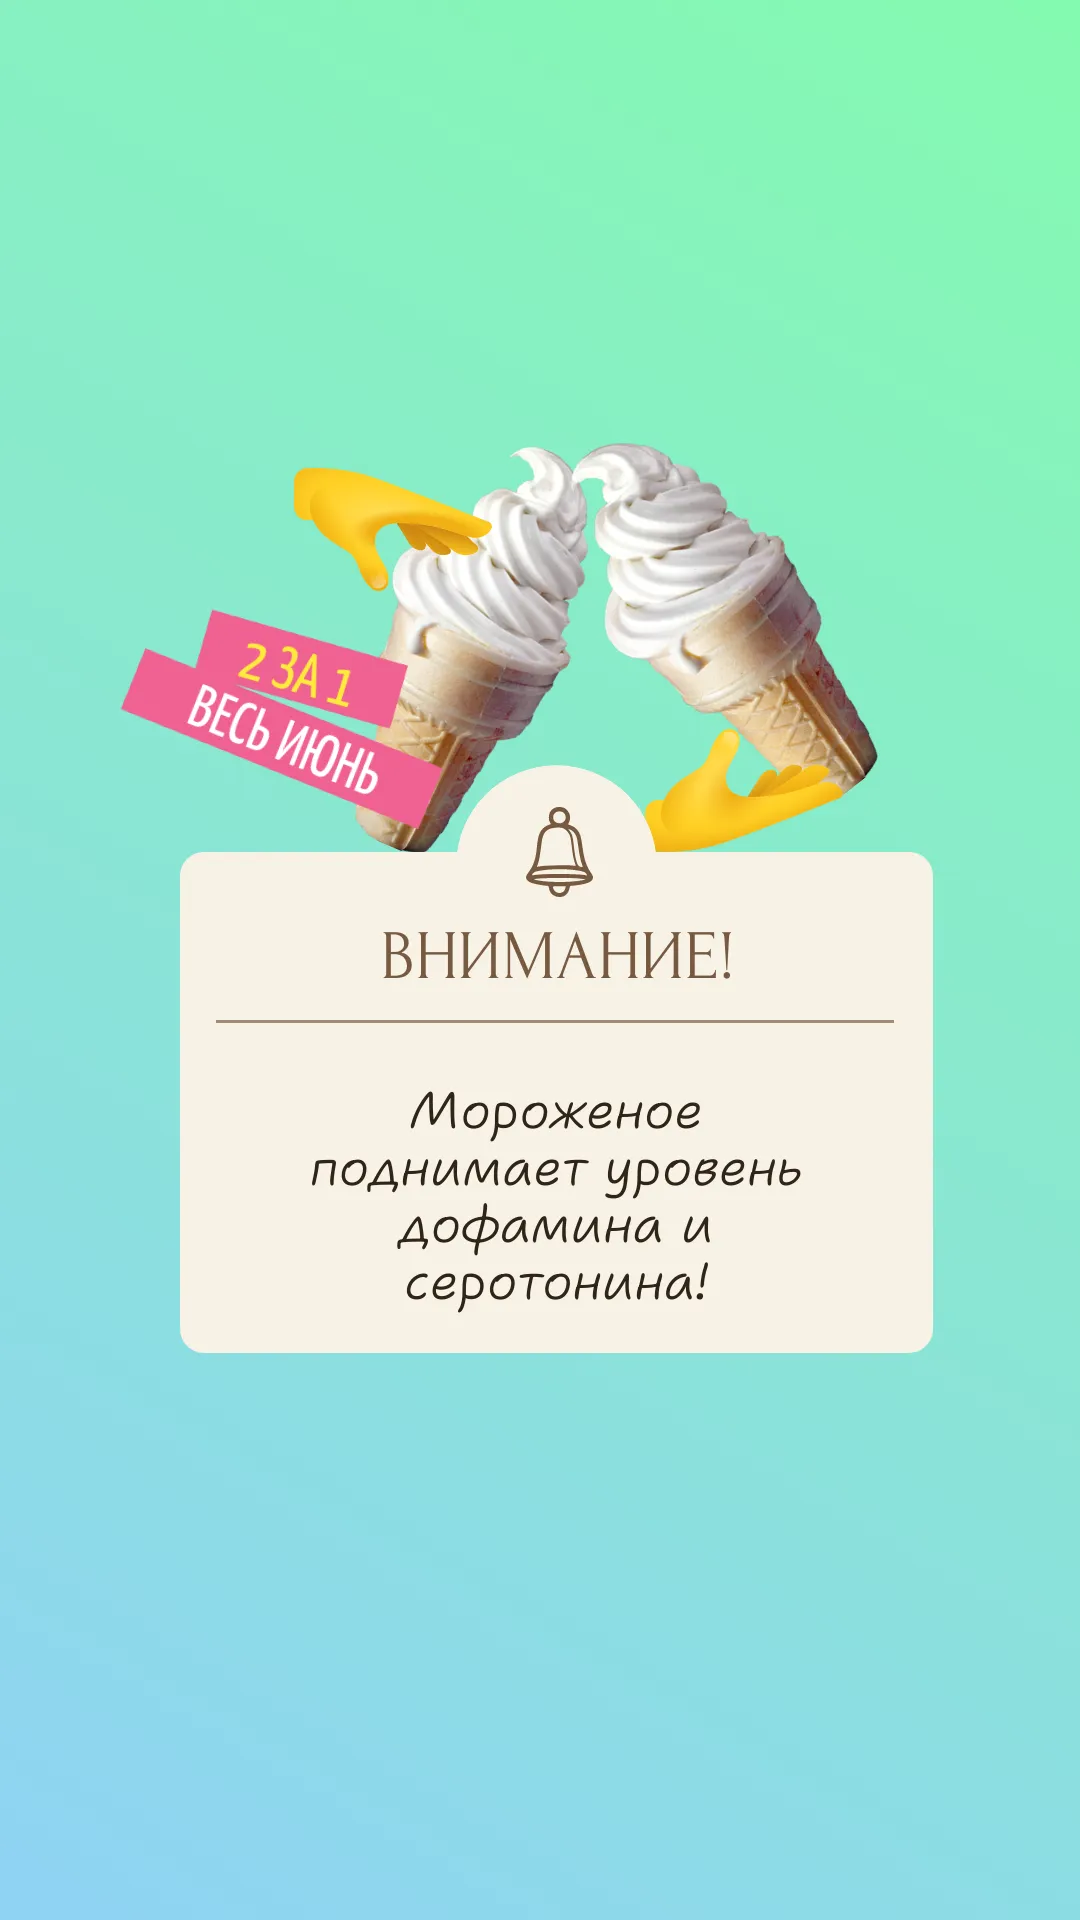 2 ЗА 1
ВЕСЬ ИЮНЬ
ВНИМАНИЕ!
Мороженое
поднимает уровень
дофамина и
серотонина!